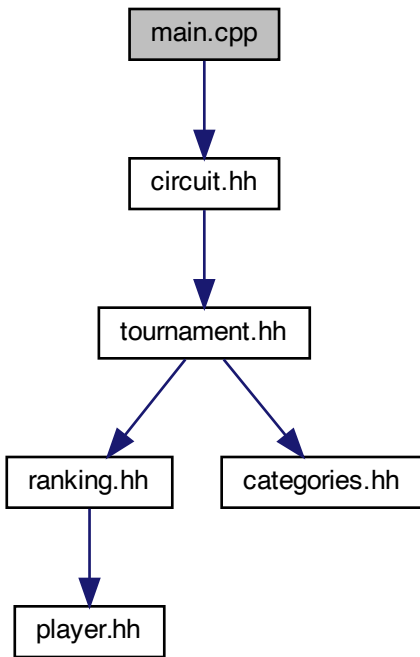 main.cpp
circuit.hh
tournament.hh
ranking.hh
categories.hh
player.hh